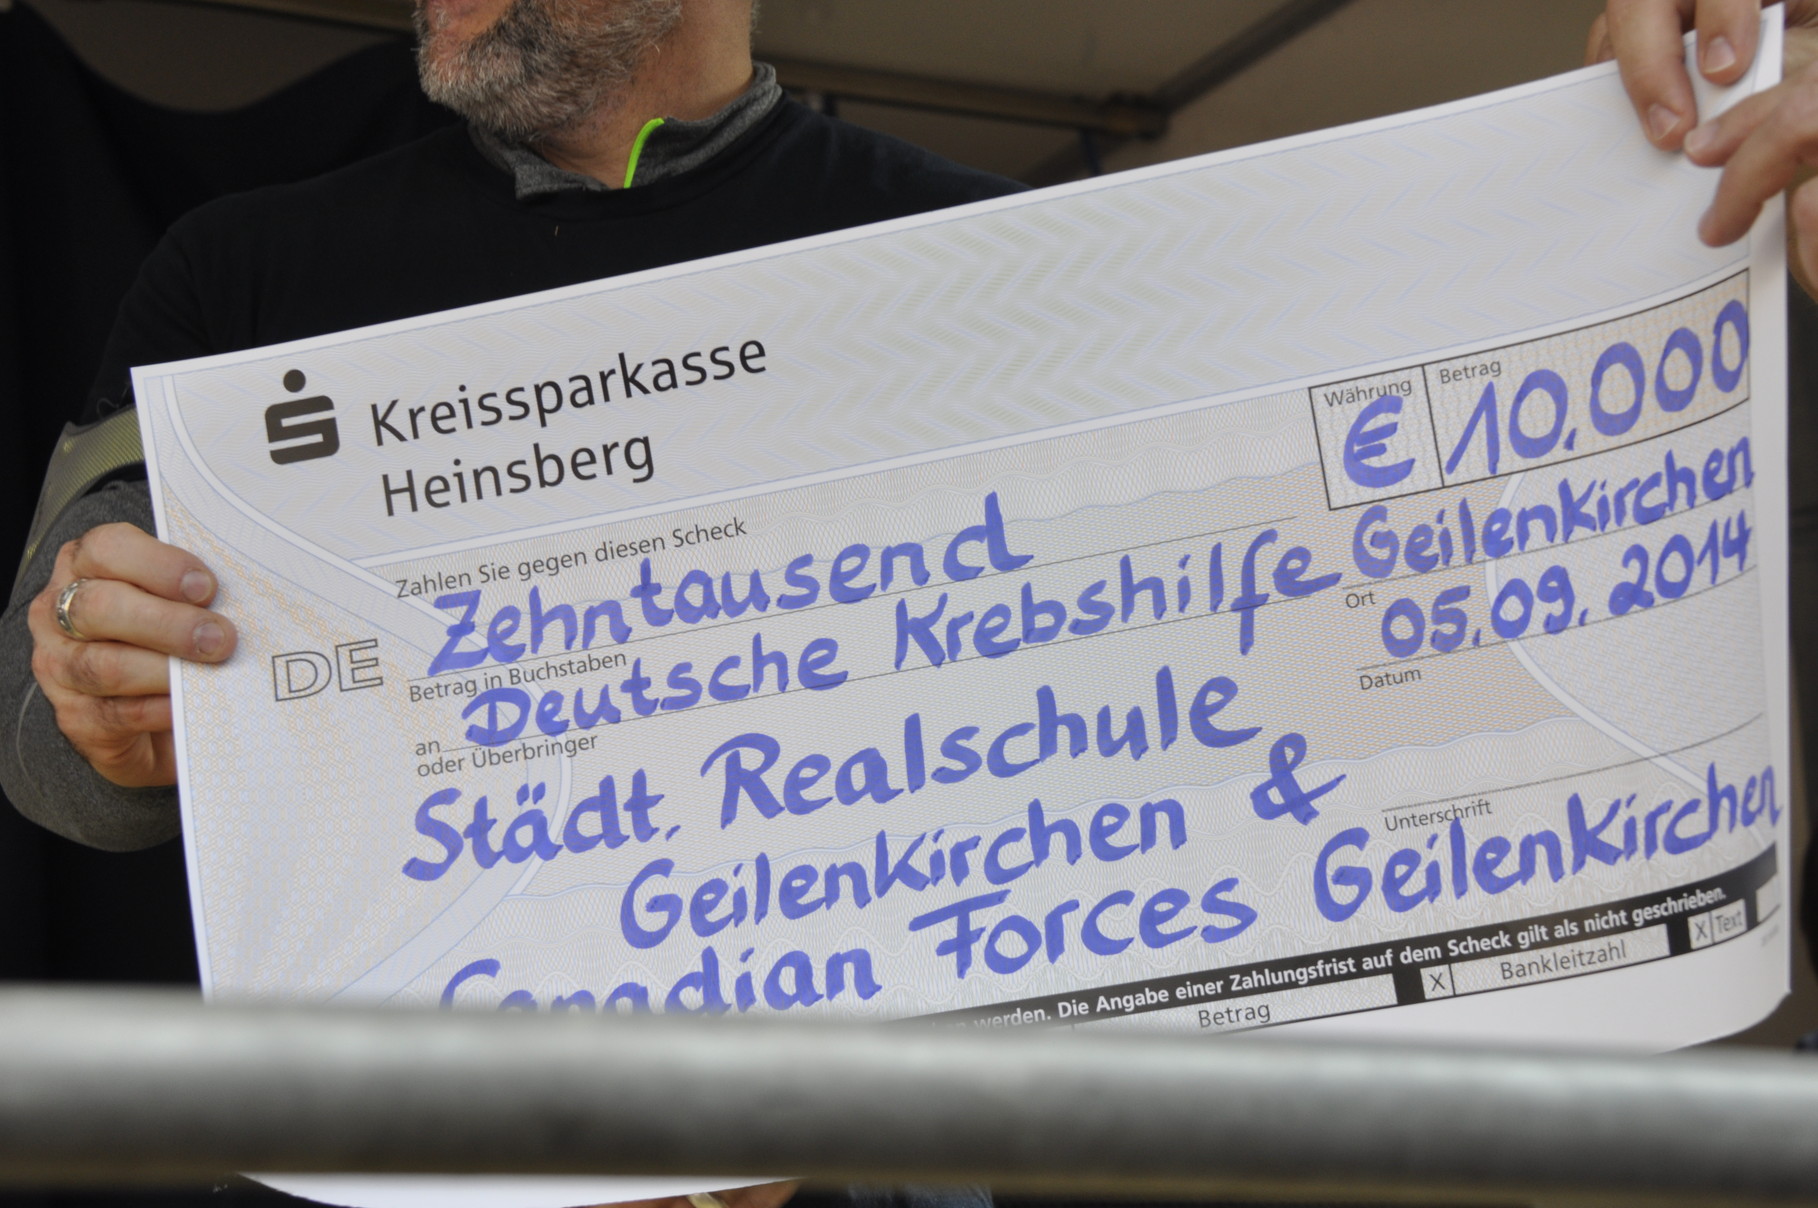 Kreissparkasse
Heinsberg
Währung
Betrag
€ 10.000
Zahlen Sie gegen diesen Scheck
Zehntausend
Geilenkirchen
DE
Betrag in Buchstaben
Ort
Deutsche Krebshilfe
05.09.2014
an
oder Überbringer
Datum
Städt. Realschule
Geilenkirchen &
Unterschrift
Canadian Forces Geilenkirchen
werden. Die Angabe einer Zahlungsfrist auf dem Scheck gilt als nicht geschrieben.
Betrag X Bankleitzahl X Text